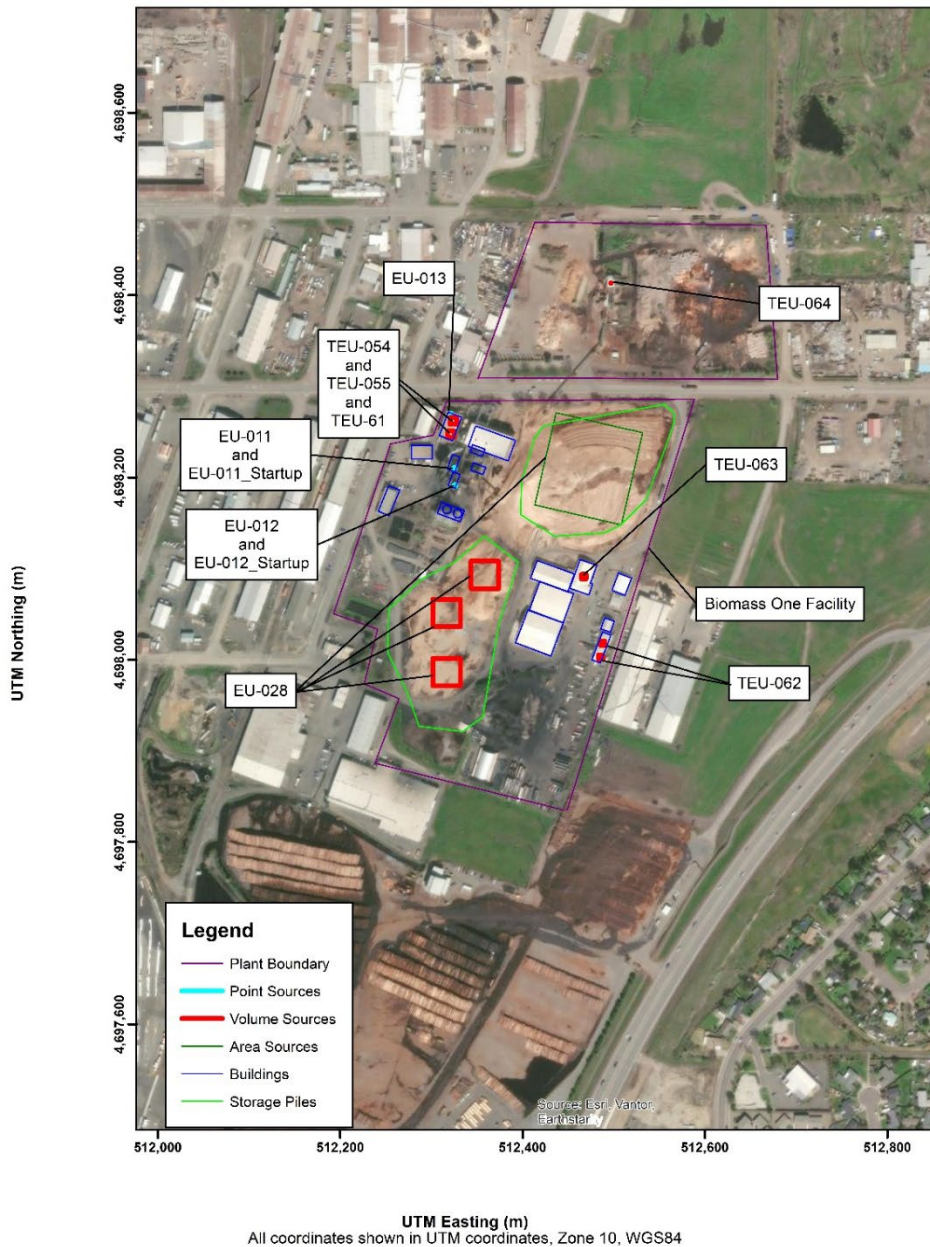 4,698,600
4,698,400
4,698,200
4,698,000
4,697,800
4,697,600
UTM Northing (m)
EU-013
TEU-064
TEU-054
and
TEU-055
and
TEU-61
EU-011
and
EU-011_Startup
TEU-063
EU-012
and
EU-012_Startup
Biomass One Facility
EU-028
TEU-062
Legend
Plant Boundary
Point Sources
Volume Sources
Area Sources
Buildings
Storage Piles
Source: Esri, Vantor,
Earthstar
512,000
512,200
512,400
512,600
512,800
UTM Easting (m)
All coordinates shown in UTM coordinates, Zone 10, WGS84